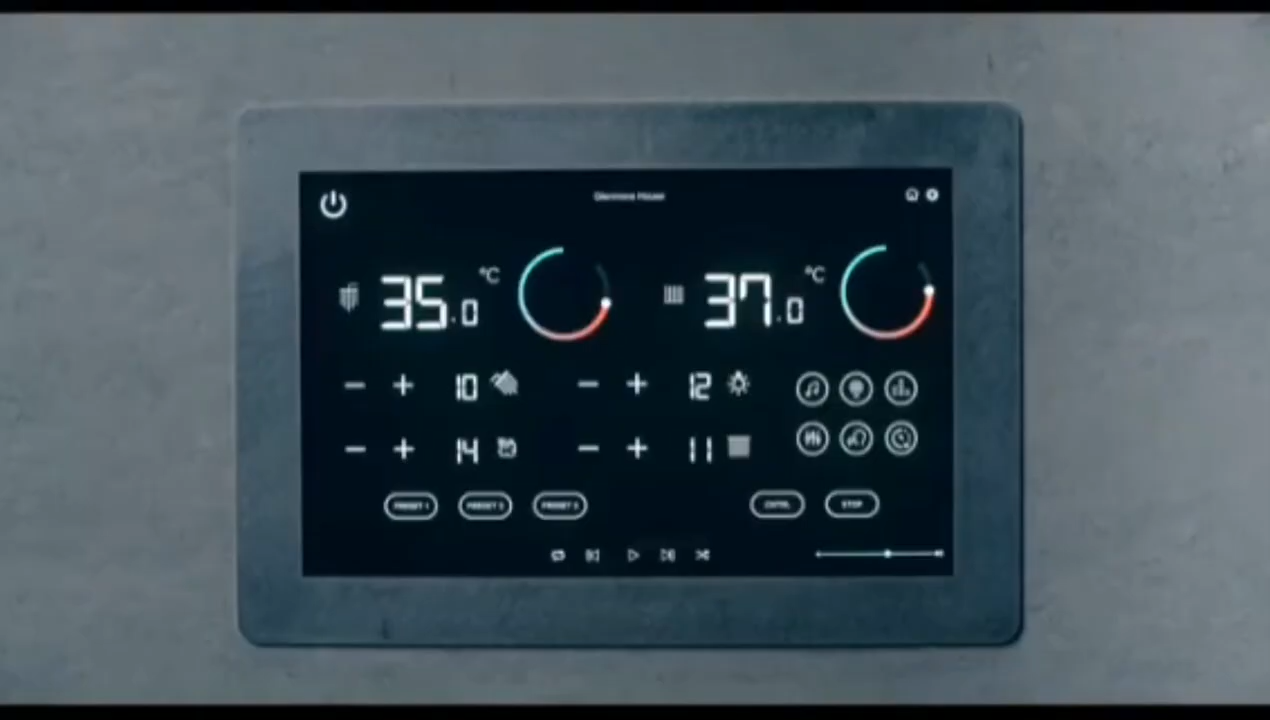 35.0 °C
37.0 °C
10
12
14
11
PRESET 1 PRESET 2 PRESET 3
STOP